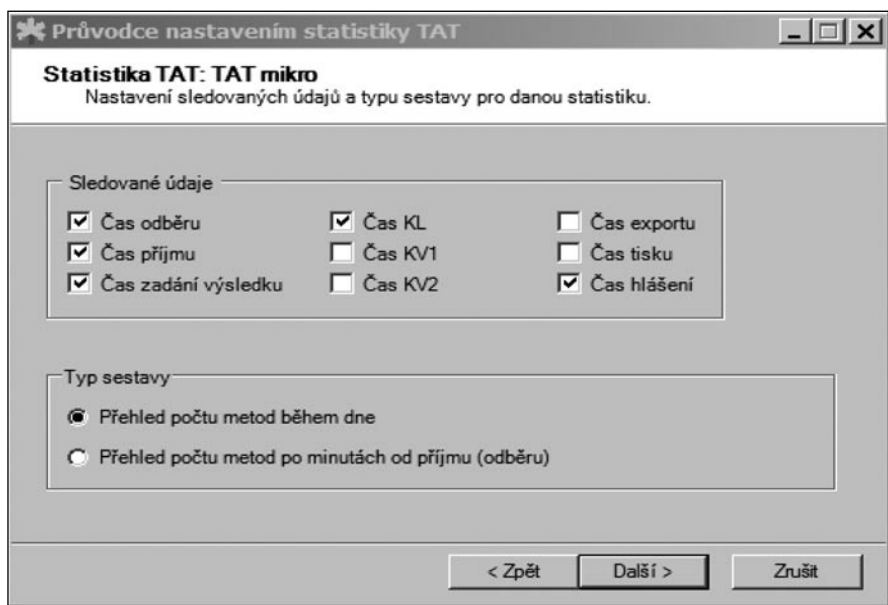 Průvodce nastavením statistiky TAT
Statistika TAT: TAT mikro
Nastavení sledovaných údajů a typu sestavy pro danou statistiku.
Sledované údaje
Čas odběru
Čas KL
Čas exportu
Čas příjmu
Čas KV1
Čas tisku
Čas zadání výsledku
Čas KV2
Čas hlášení
Typ sestavy
Přehled počtu metod během dne
Přehled počtu metod po minutách od příjmu (odběru)
< Zpět
Další >
Zrušit